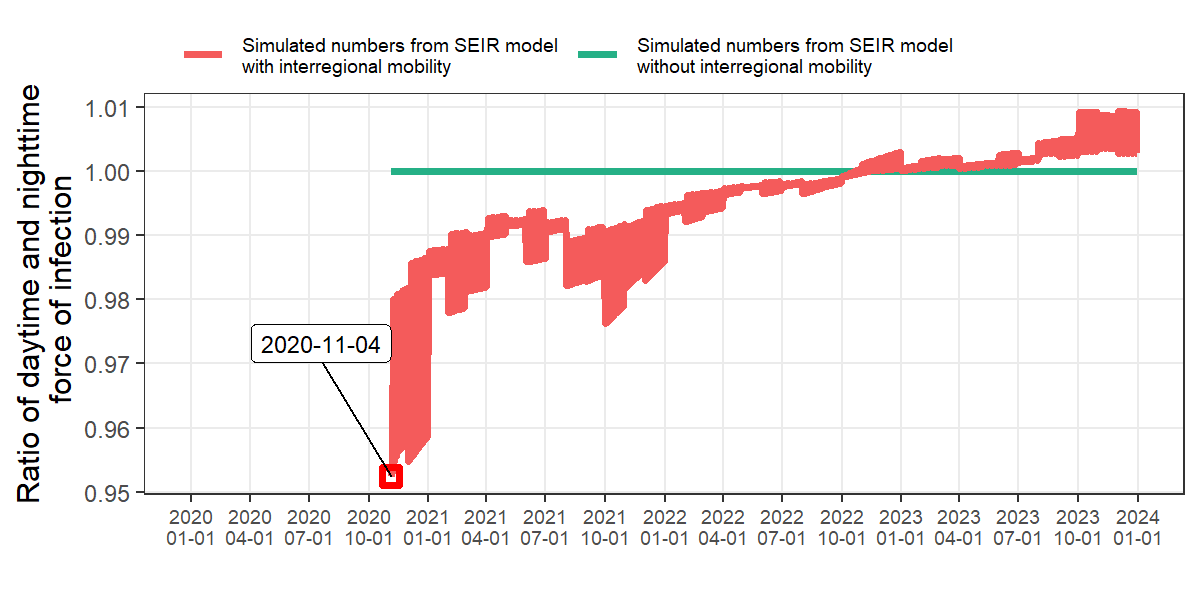 Simulated numbers from SEIR model
with interregional mobility
Simulated numbers from SEIR model
without interregional mobility
Ratio of daytime and nighttime
force of infection
1.01
1.00
0.99
0.98
0.97
0.96
0.95
2020-11-04
2020 2020 2020 2020 2021 2021 2021 2021 2022 2022 2022 2022 2023 2023 2023 2023 2024
01-01 04-01 07-01 10-01 01-01 04-01 07-01 10-01 01-01 04-01 07-01 10-01 01-01 04-01 07-01 10-01 01-01